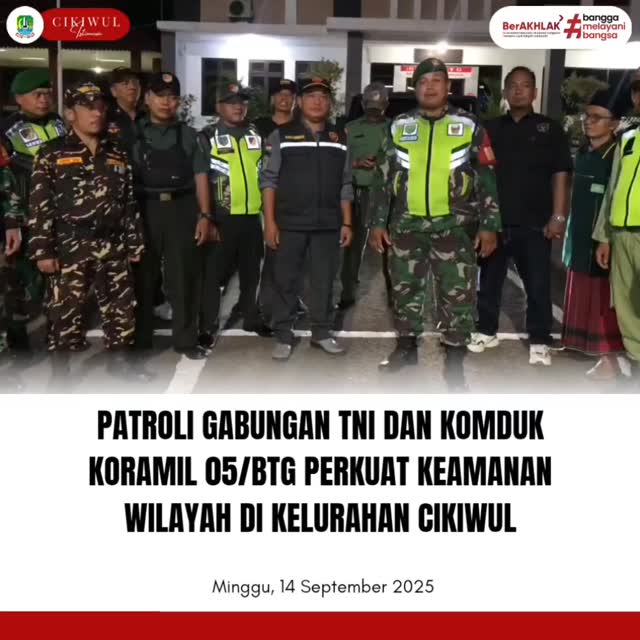 CIKIWUL
BerAKHLAK
bangga
melayani
bangsa
PATROLI GABUNGAN TNI DAN KOMDUK
KORAMIL 05/BTG PERKUAT KEAMANAN
WILAYAH DI KELURAHAN CIKIWUL
Minggu, 14 September 2025